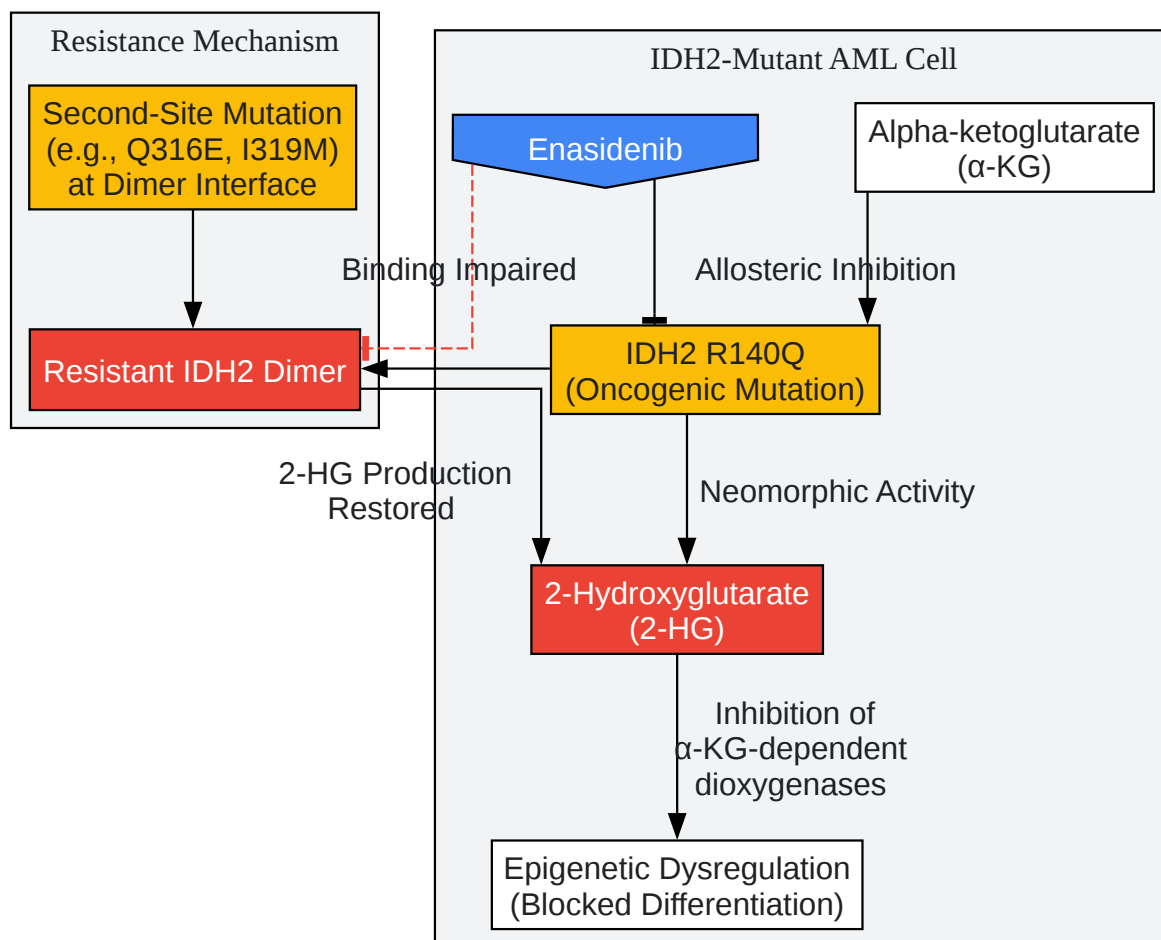 Resistance Mechanism
Second-Site Mutation
(e.g., Q316E, I319M)
at Dimer Interface
Resistant IDH2 Dimer
IDH2-Mutant AML Cell
Enasidenib
Alpha-ketoglutarate
(α-KG)
Binding Impaired
Allosteric Inhibition
IDH2 R140Q
(Oncogenic Mutation)
2-HG Production
Restored
Neomorphic Activity
2-Hydroxyglutarate
(2-HG)
Inhibition of
α-KG-dependent
dioxygenases
Epigenetic Dysregulation
(Blocked Differentiation)